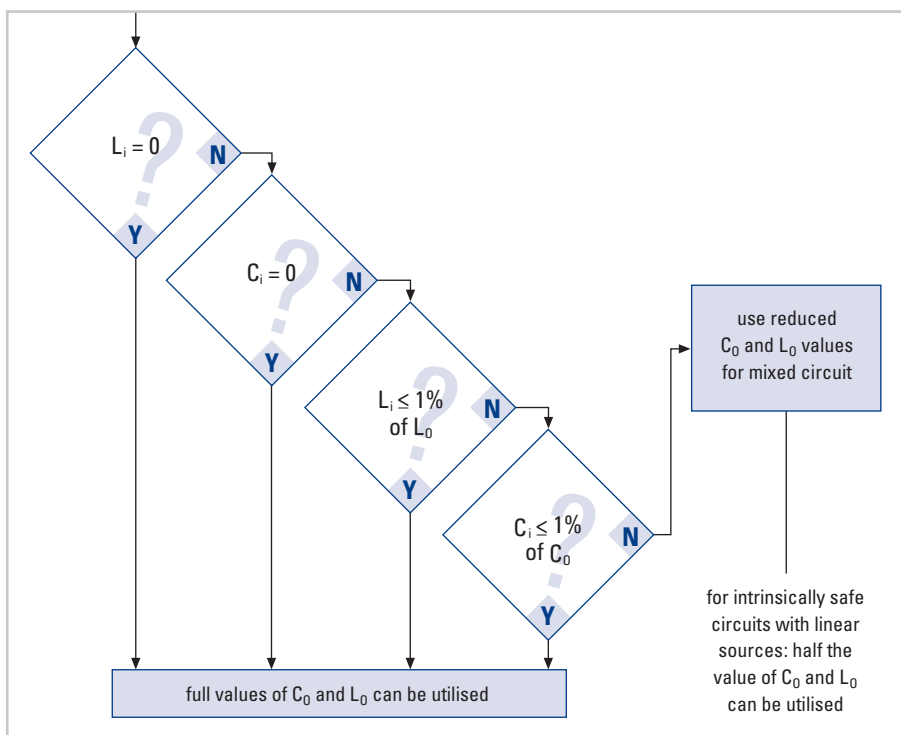 Lᵢ = 0
N
Y
Cᵢ = 0
N
Y
Lᵢ ≤ 1%
of L₀
N
Y
Cᵢ ≤ 1%
of C₀
N
Y
use reduced
C₀ and L₀ values
for mixed circuit
for intrinsically safe
circuits with linear
sources: half the
value of C₀ and L₀
can be utilised
full values of C₀ and L₀ can be utilised